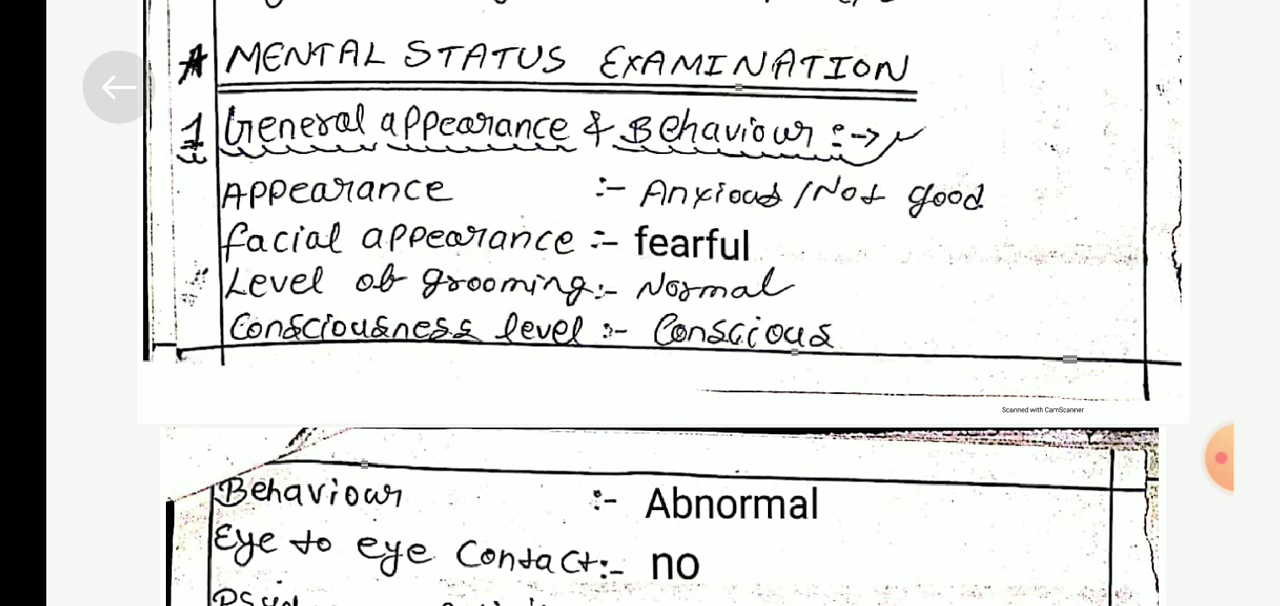 MENTAL STATUS EXAMINATION
1 General appearance & Behaviour :->
Appearance :- Anxious / Not good
facial appearance :- fearful
Level of grooming:- Normal
Consciousness level :- Conscious
Scanned with CamScanner
Behaviour :- Abnormal
Eye to eye Contact:- no